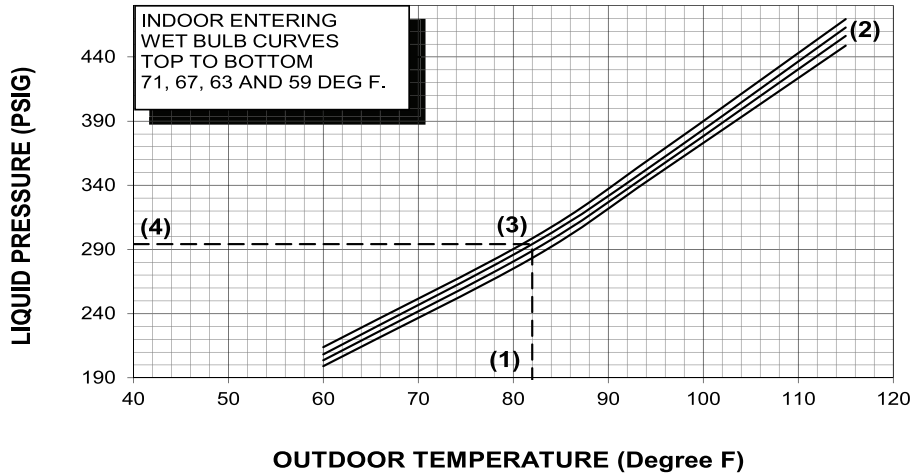 INDOOR ENTERING
WET BULB CURVES
TOP TO BOTTOM
71, 67, 63 AND 59 DEG F.
LIQUID PRESSURE (PSIG)
440
390
340
290
240
190
(2)
(4)
(3)
(1)
40 50 60 70 80 90 100 110 120
OUTDOOR TEMPERATURE (Degree F)